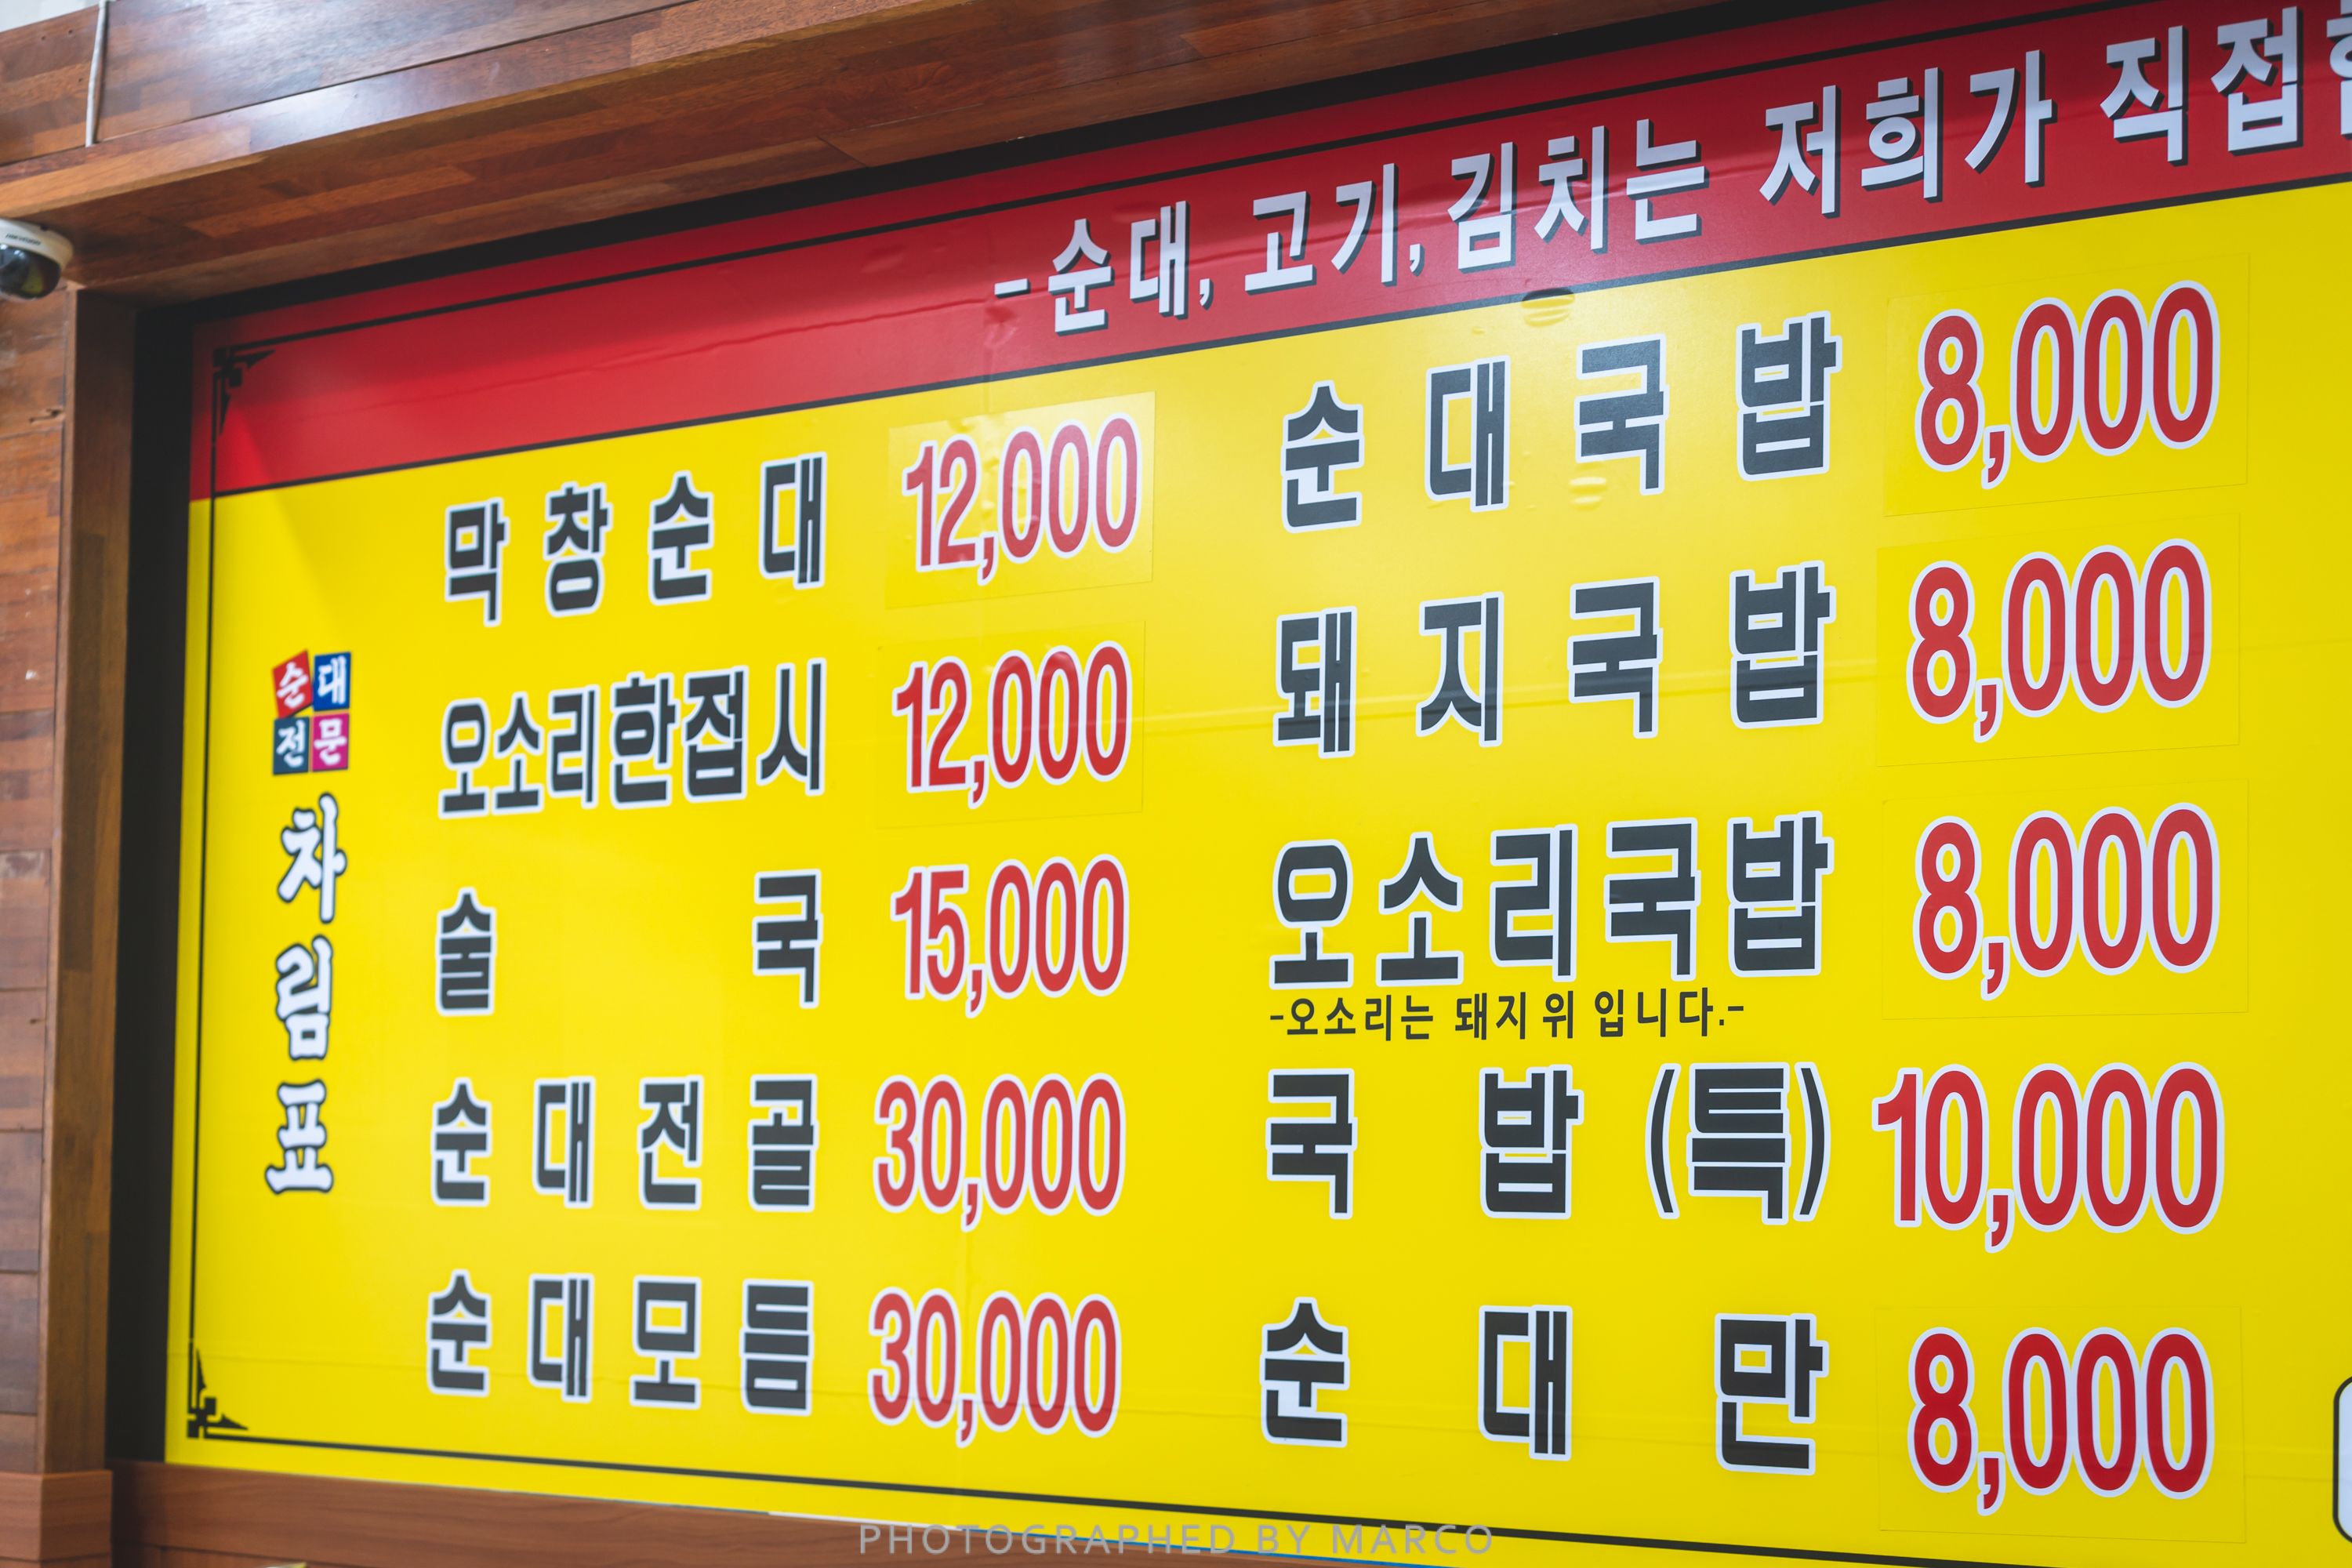 - 순대, 고기, 김치는 저희가 직접
순대
전문
차림표
막창순대 12,000
오소리한접시 12,000
술국 15,000
순대전골 30,000
순대모듬 30,000
순대국밥 8,000
돼지국밥 8,000
오소리국밥 8,000
-오소리는 돼지 위 입니다.-
국밥(특) 10,000
순대만 8,000
PHOTOGRAPHED BY MARCO